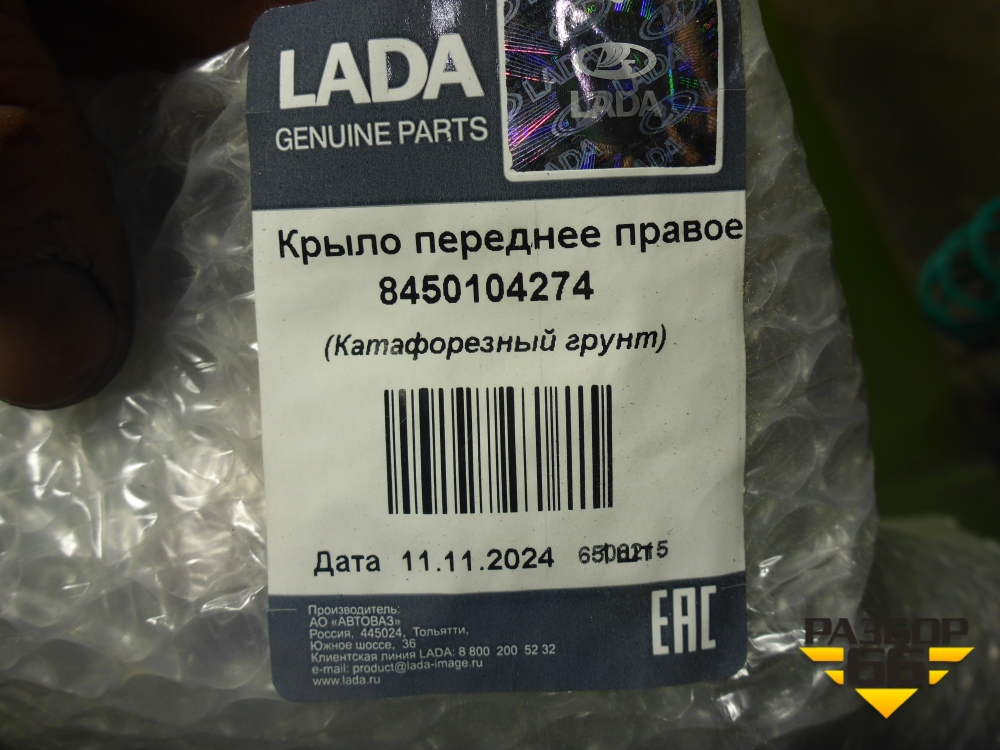 LADA
GENUINE PARTS
LADA
Крыло переднее правое
8450104274
(Катафорезный грунт)
Дата 11.11.2024
Производитель:
АО «АВТОВАЗ»
Россия, 445024, Тольятти,
Южное шоссе, 36
Клиентская линия LADA: 8 800 200 52 32
e-mail: product@lada-image.ru
www.lada.ru
EAC
РАЗБОР
66